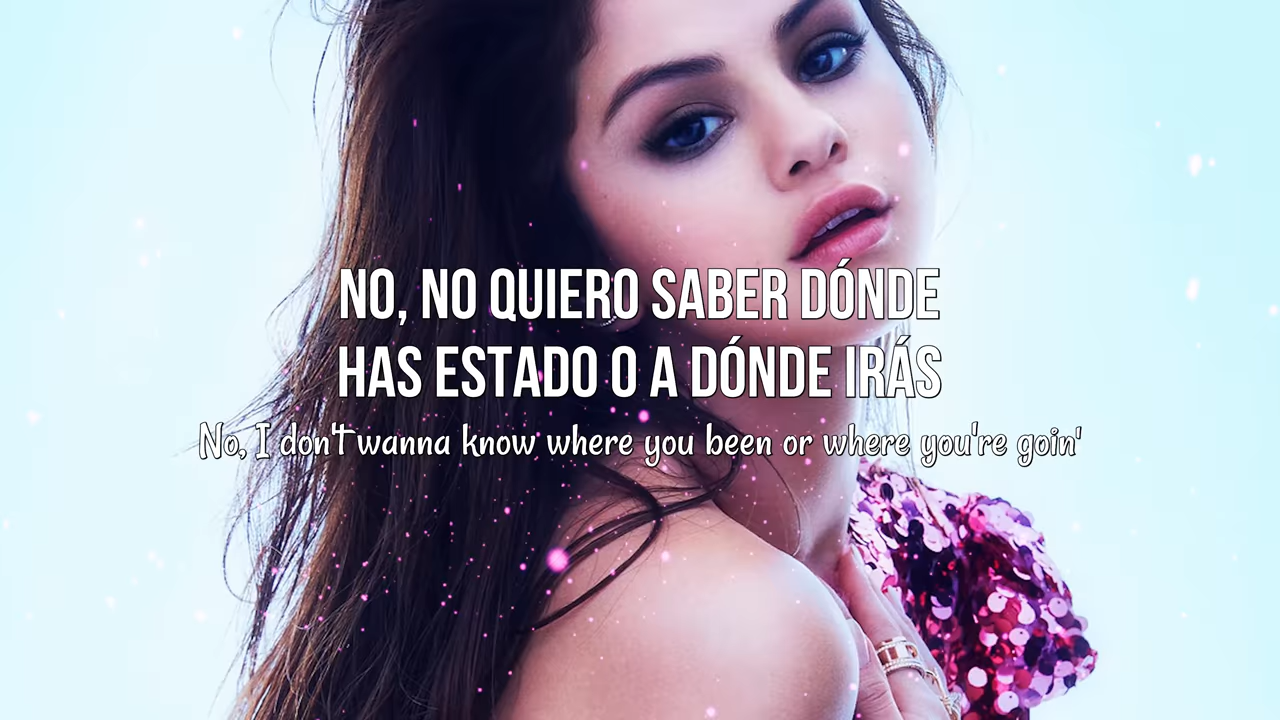 NO, NO QUIERO SABER DÓNDE
HAS ESTADO O A DÓNDE IRÁS
No, I don't wanna know where you been or where you're goin'